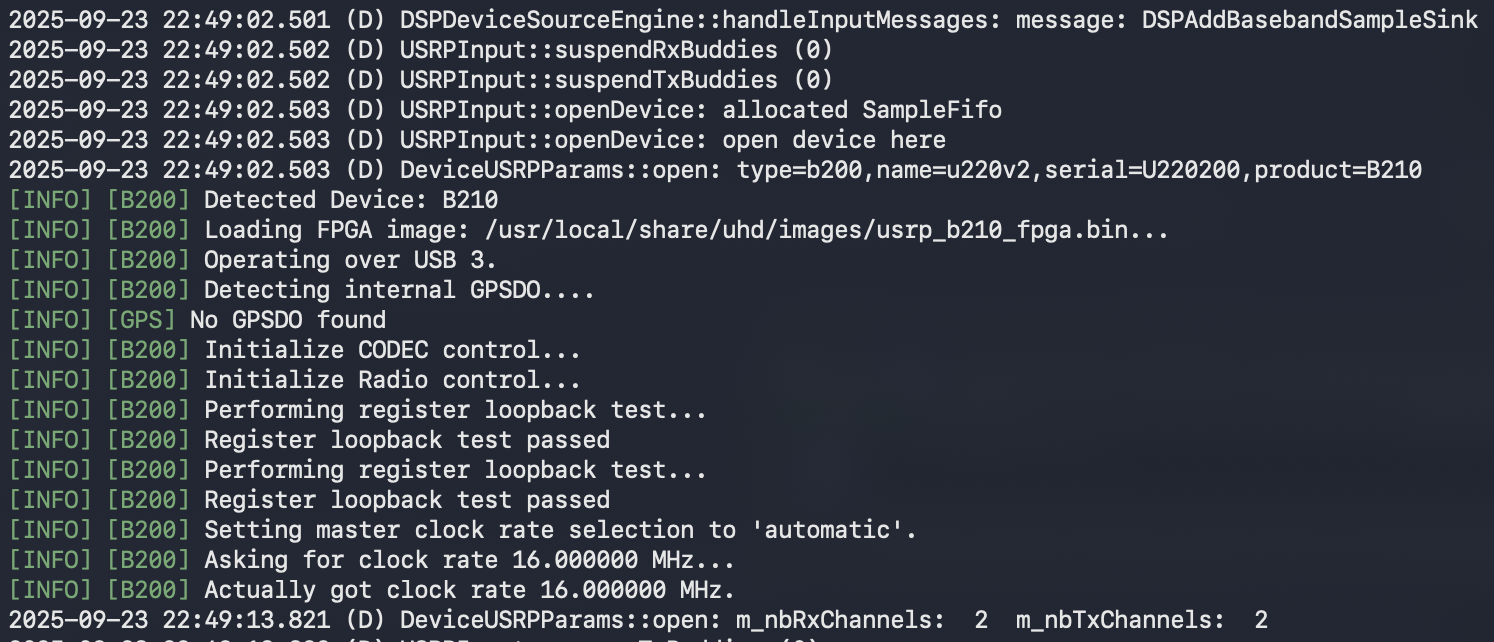 2025-09-23 22:49:02.501 (D) DSPDeviceSourceEngine::handleInputMessages: message: DSPAddBasebandSampleSink
2025-09-23 22:49:02.502 (D) USRPInput::suspendRxBuddies (0)
2025-09-23 22:49:02.502 (D) USRPInput::suspendTxBuddies (0)
2025-09-23 22:49:02.503 (D) USRPInput::openDevice: allocated SampleFifo
2025-09-23 22:49:02.503 (D) USRPInput::openDevice: open device here
2025-09-23 22:49:02.503 (D) DeviceUSRPParams::open: type=b200,name=u220v2,serial=U220200,product=B210
[INFO] [B200] Detected Device: B210
[INFO] [B200] Loading FPGA image: /usr/local/share/uhd/images/usrp_b210_fpga.bin...
[INFO] [B200] Operating over USB 3.
[INFO] [B200] Detecting internal GPSDO....
[INFO] [GPS] No GPSDO found
[INFO] [B200] Initialize CODEC control...
[INFO] [B200] Initialize Radio control...
[INFO] [B200] Performing register loopback test...
[INFO] [B200] Register loopback test passed
[INFO] [B200] Performing register loopback test...
[INFO] [B200] Register loopback test passed
[INFO] [B200] Setting master clock rate selection to 'automatic'.
[INFO] [B200] Asking for clock rate 16.000000 MHz...
[INFO] [B200] Actually got clock rate 16.000000 MHz.
2025-09-23 22:49:13.821 (D) DeviceUSRPParams::open: m_nbRxChannels:  2  m_nbTxChannels:  2